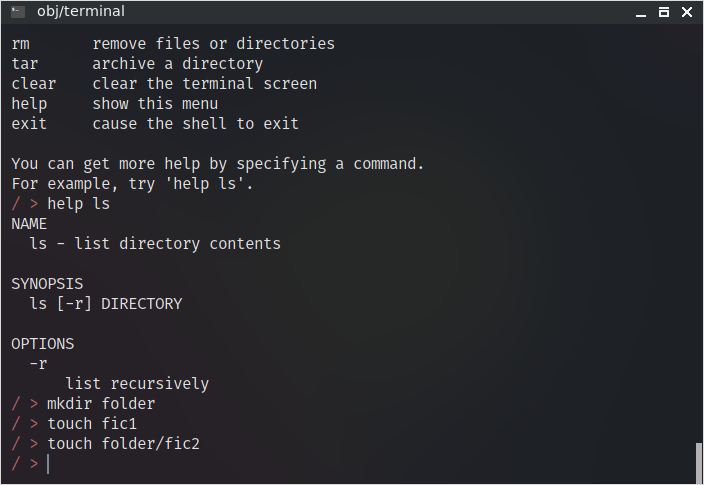 obj/terminal
rm       remove files or directories
tar      archive a directory
clear    clear the terminal screen
help     show this menu
exit     cause the shell to exit

You can get more help by specifying a command.
For example, try 'help ls'.
/ > help ls
NAME
  ls - list directory contents

SYNOPSIS
  ls [-r] DIRECTORY

OPTIONS
  -r
      list recursively
/ > mkdir folder
/ > touch fic1
/ > touch folder/fic2
/ >